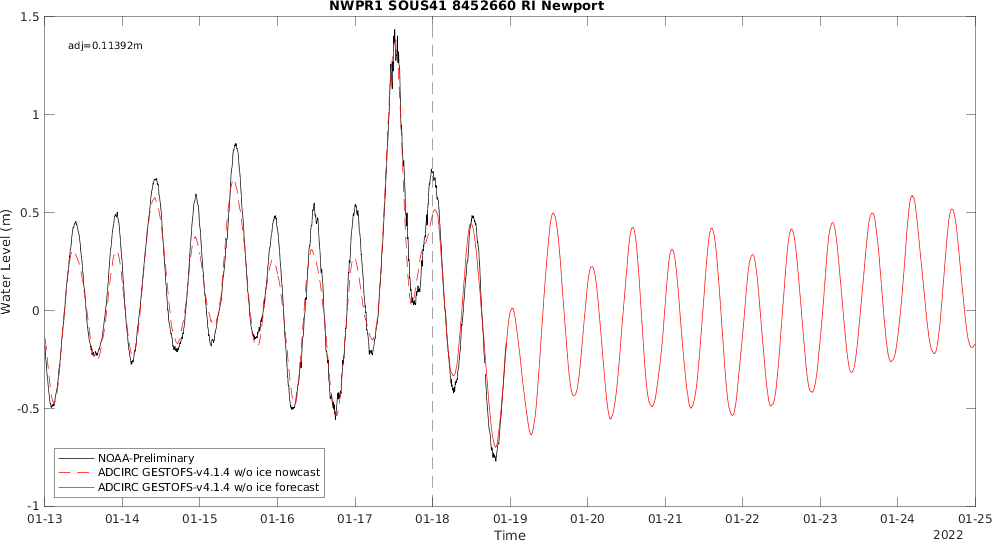 NWPR1 SOUS41 8452660 RI Newport
adj=0.11392m
1.5
1
0.5
0
-0.5
-1
Water Level (m)
NOAA-Preliminary
ADCIRC GESTOFS-v4.1.4 w/o ice nowcast
ADCIRC GESTOFS-v4.1.4 w/o ice forecast
01-13 01-14 01-15 01-16 01-17 01-18 01-19 01-20 01-21 01-22 01-23 01-24 01-25
Time
2022